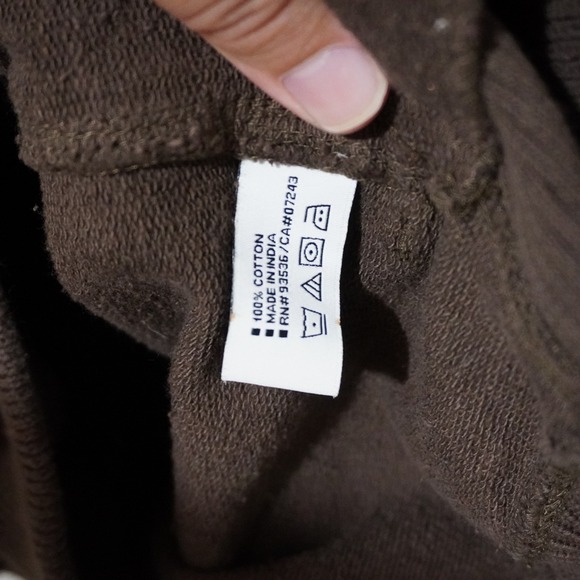 100% COTTON
MADE IN INDIA
RN# 93536/CA#07243